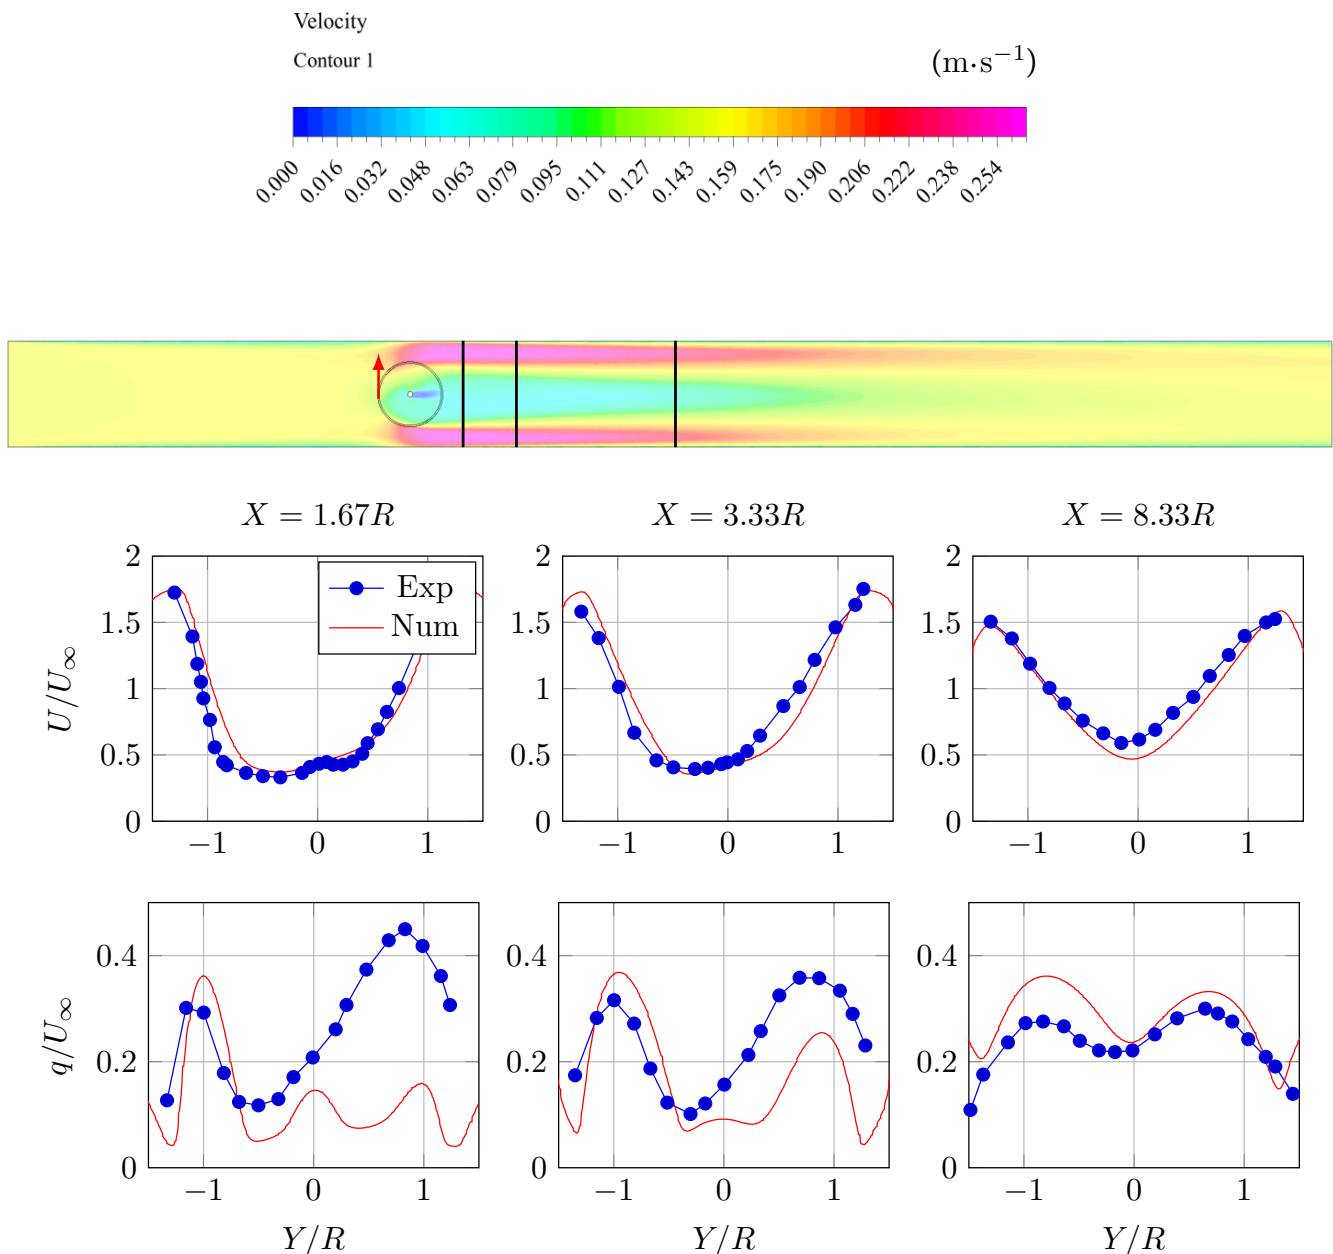 Velocity
Contour 1
(m·s⁻¹)
0.000 0.016 0.032 0.048 0.063 0.079 0.095 0.111 0.127 0.143 0.159 0.175 0.190 0.206 0.222 0.238 0.254
X = 1.67R X = 3.33R X = 8.33R
2 2 2
Exp
1.5 1.5 1.5
Num
U/U∞
1 1 1
0.5 0.5 0.5
0 0 0
−1 0 1 −1 0 1 −1 0 1
0.4 0.4 0.4
q/U∞
0.2 0.2 0.2
0 0 0
−1 0 1 −1 0 1 −1 0 1
Y/R Y/R Y/R